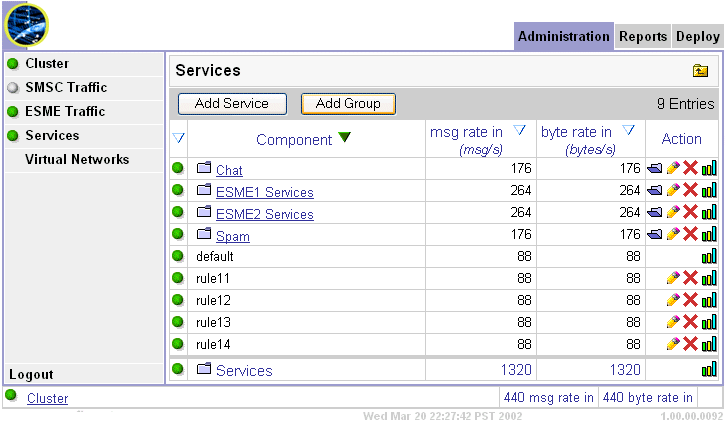 Administration Reports Deploy
Cluster
SMSC Traffic
ESME Traffic
Services
Virtual Networks
Logout
Services
Add Service Add Group 9 Entries
Component msg rate in (msg/s) byte rate in (bytes/s) Action
Chat 176 176
ESME1 Services 264 264
ESME2 Services 264 264
Spam 176 176
default 88 88
rule11 88 88
rule12 88 88
rule13 88 88
rule14 88 88
Services 1320 1320
Cluster 440 msg rate in 440 byte rate in
Wed Mar 20 22:27:42 PST 2002 1.00.00.0092